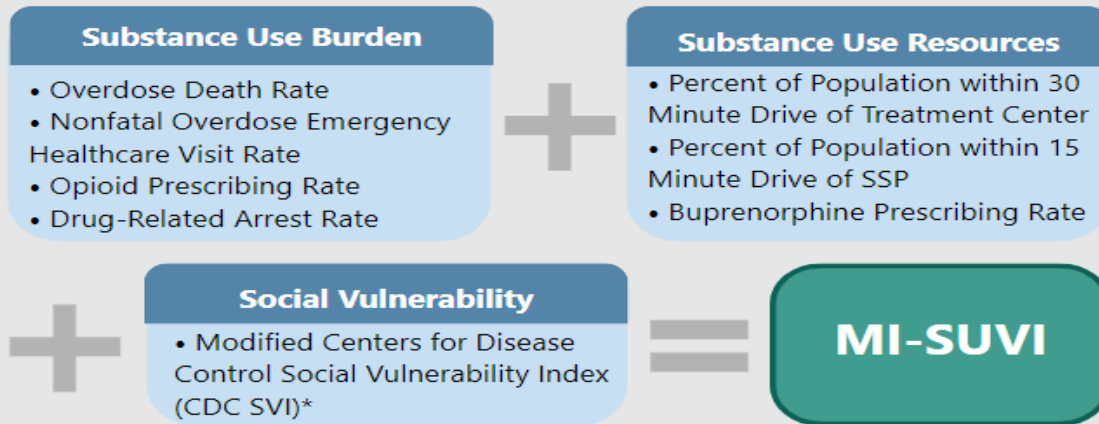 Substance Use Burden
• Overdose Death Rate
• Nonfatal Overdose Emergency
Healthcare Visit Rate
• Opioid Prescribing Rate
• Drug-Related Arrest Rate
+
Substance Use Resources
• Percent of Population within 30
Minute Drive of Treatment Center
• Percent of Population within 15
Minute Drive of SSP
• Buprenorphine Prescribing Rate
+
Social Vulnerability
• Modified Centers for Disease
Control Social Vulnerability Index
(CDC SVI)*
=
MI-SUVI